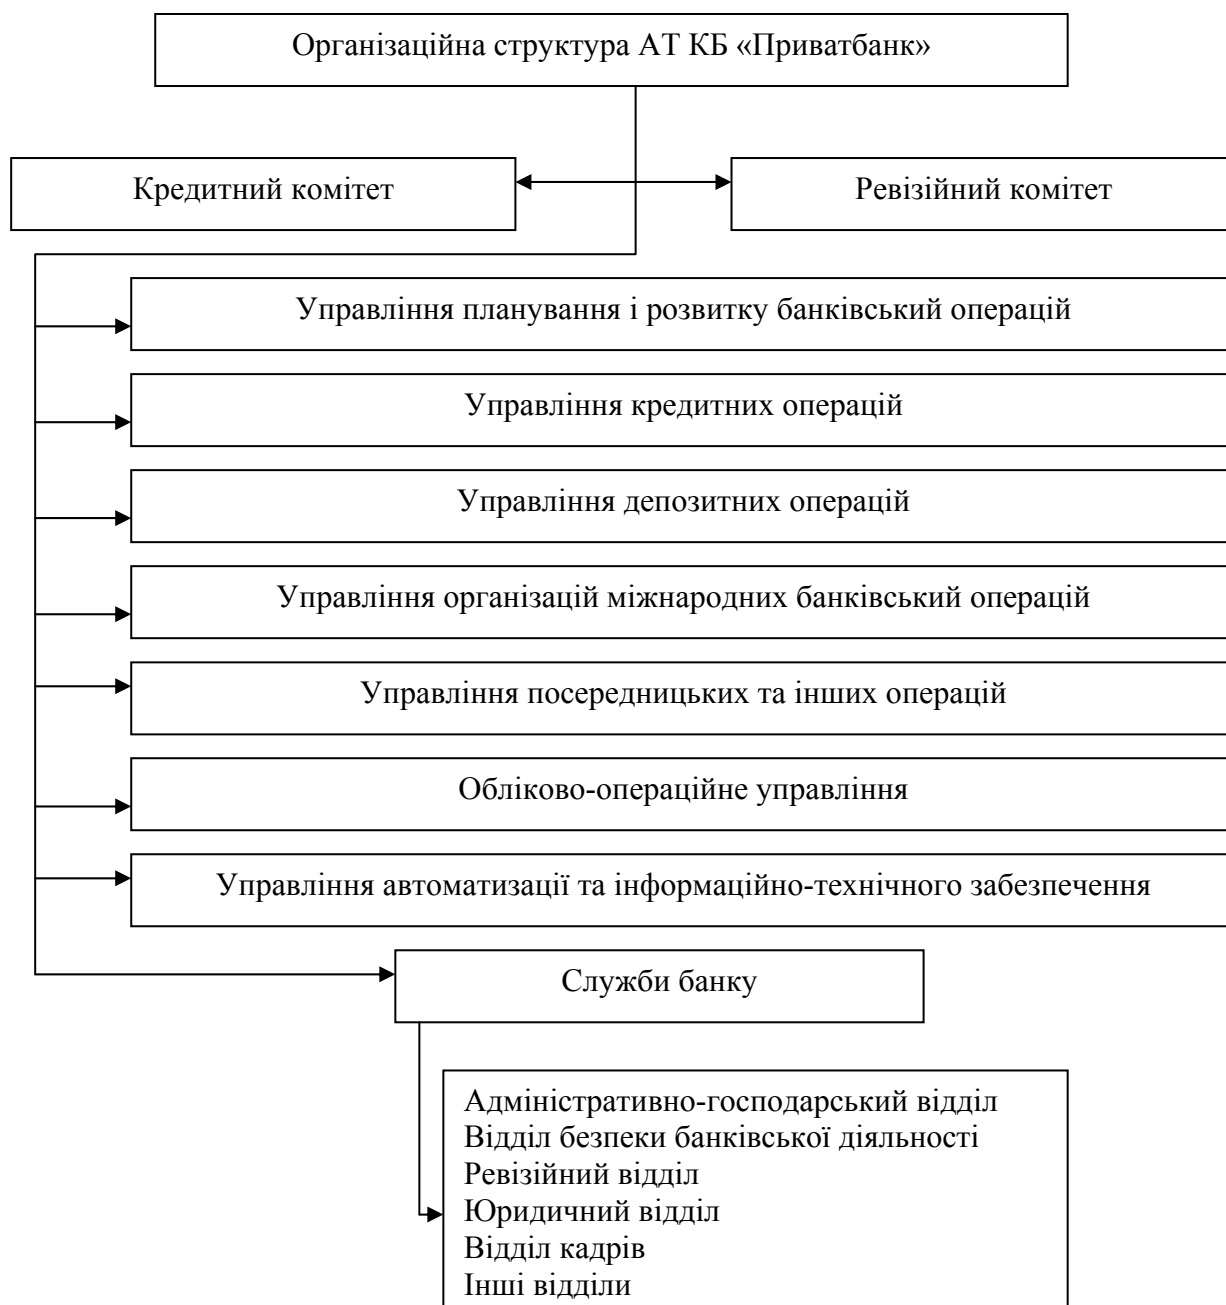 Організаційна структура АТ КБ «Приватбанк»
Кредитний комітет
Ревізійний комітет
Управління планування і розвитку банківський операцій
Управління кредитних операцій
Управління депозитних операцій
Управління організацій міжнародних банківський операцій
Управління посередницьких та інших операцій
Обліково-операційне управління
Управління автоматизації та інформаційно-технічного забезпечення
Служби банку
Адміністративно-господарський відділ
Відділ безпеки банківської діяльності
Ревізійний відділ
Юридичний відділ
Відділ кадрів
Інші відділи